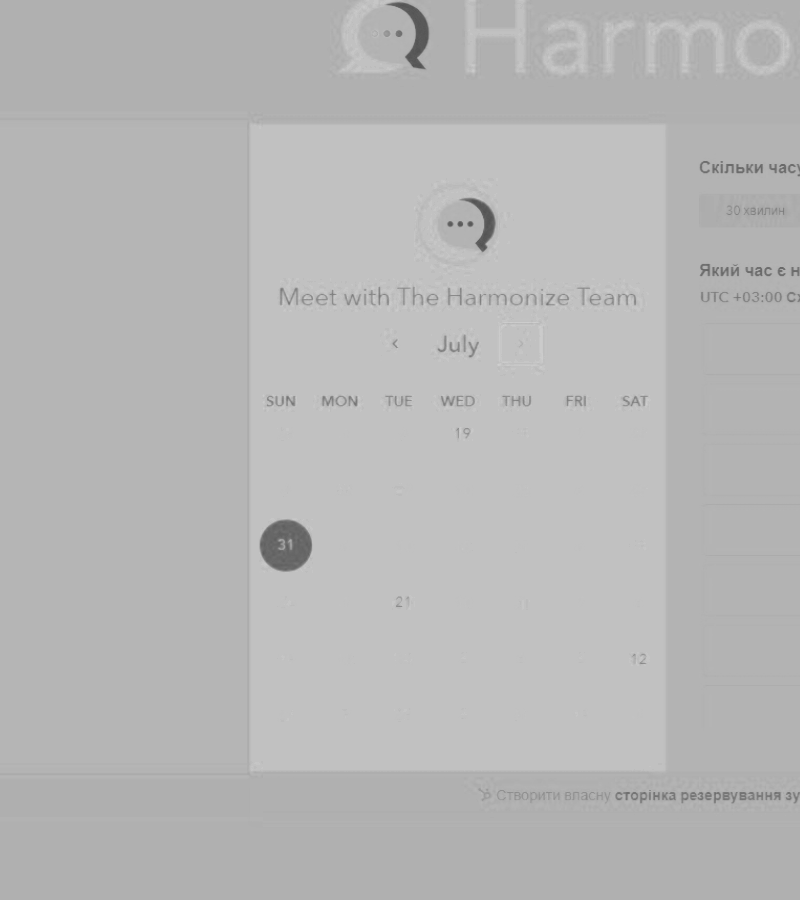 Harmo
Meet with The Harmonize Team
‹ July ›
SUN MON TUE WED THU FRI SAT
19
31
21
12
Скільки часу
30 хвилин
Який час є н
UTC +03:00 Сх
Створити власну сторінка резервування зу